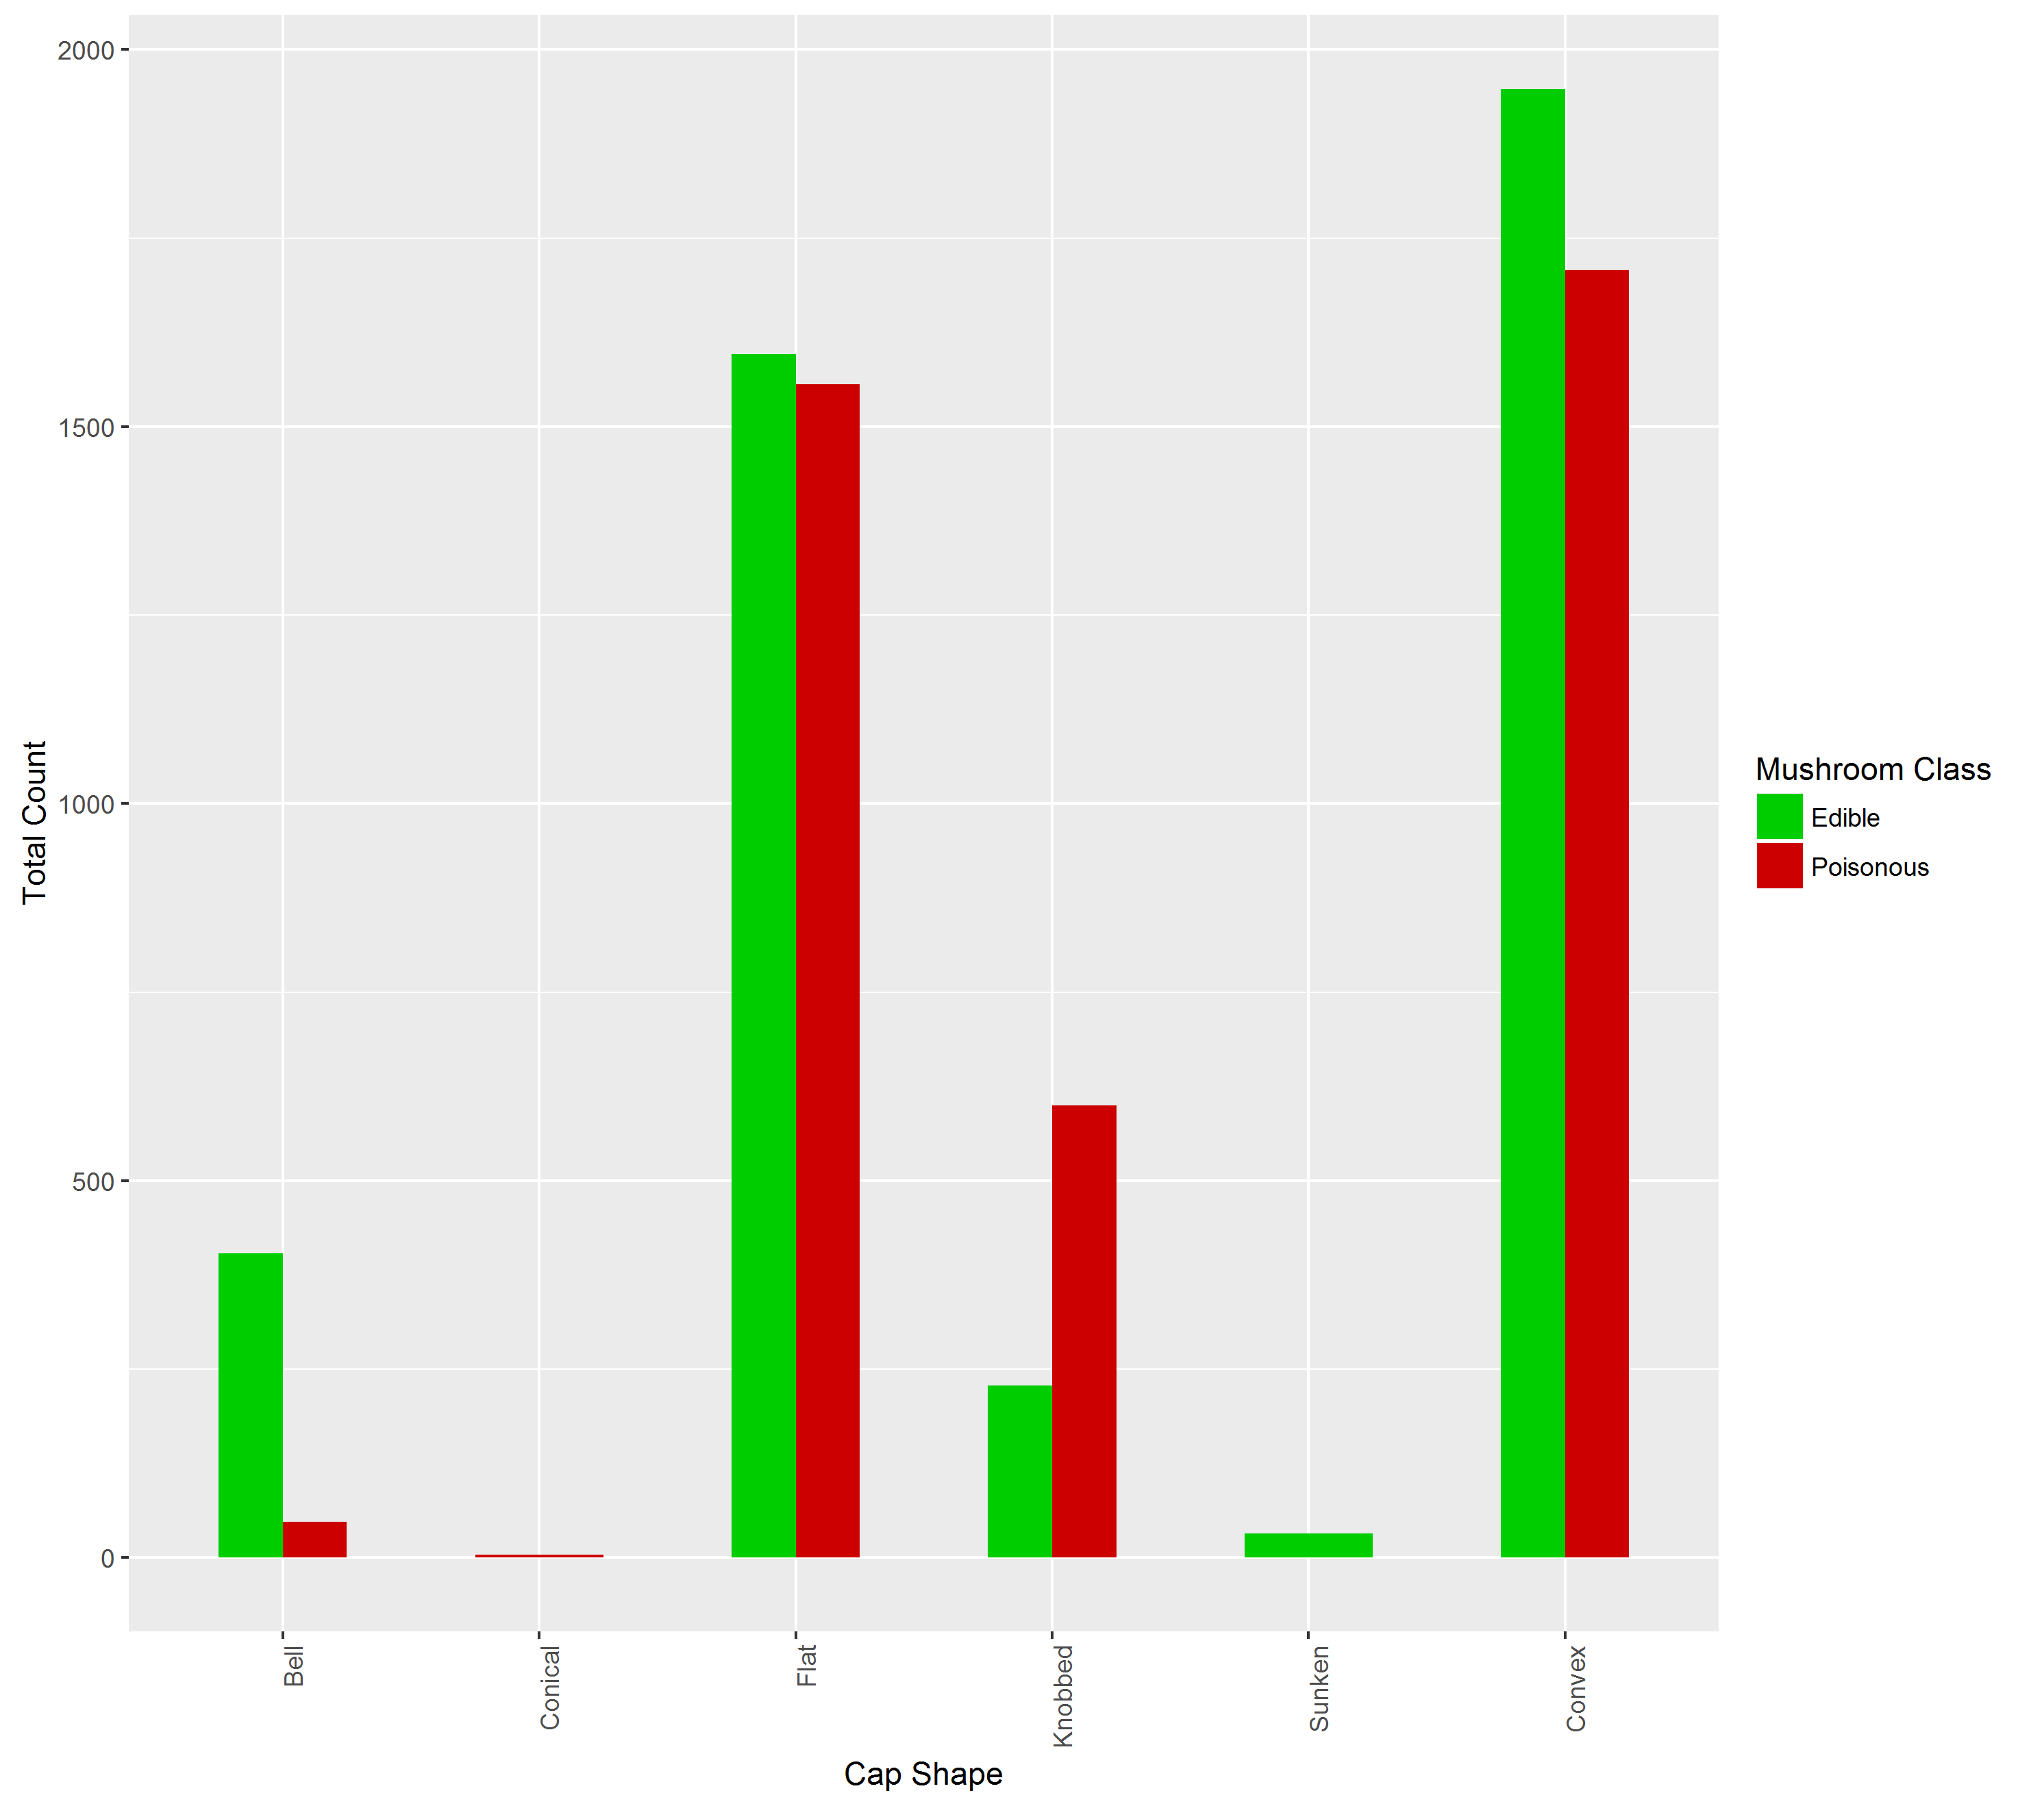 2000
1500
1000
500
0
Total Count
Bell
Conical
Flat
Knobbed
Sunken
Convex
Cap Shape
Mushroom Class
Edible
Poisonous